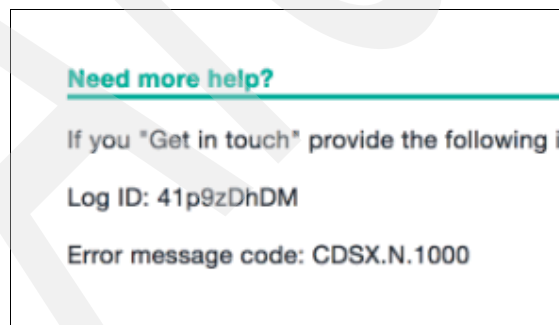 Need more help?
If you "Get in touch" provide the following
Log ID: 41p9zDhDM
Error message code: CDSX.N.1000